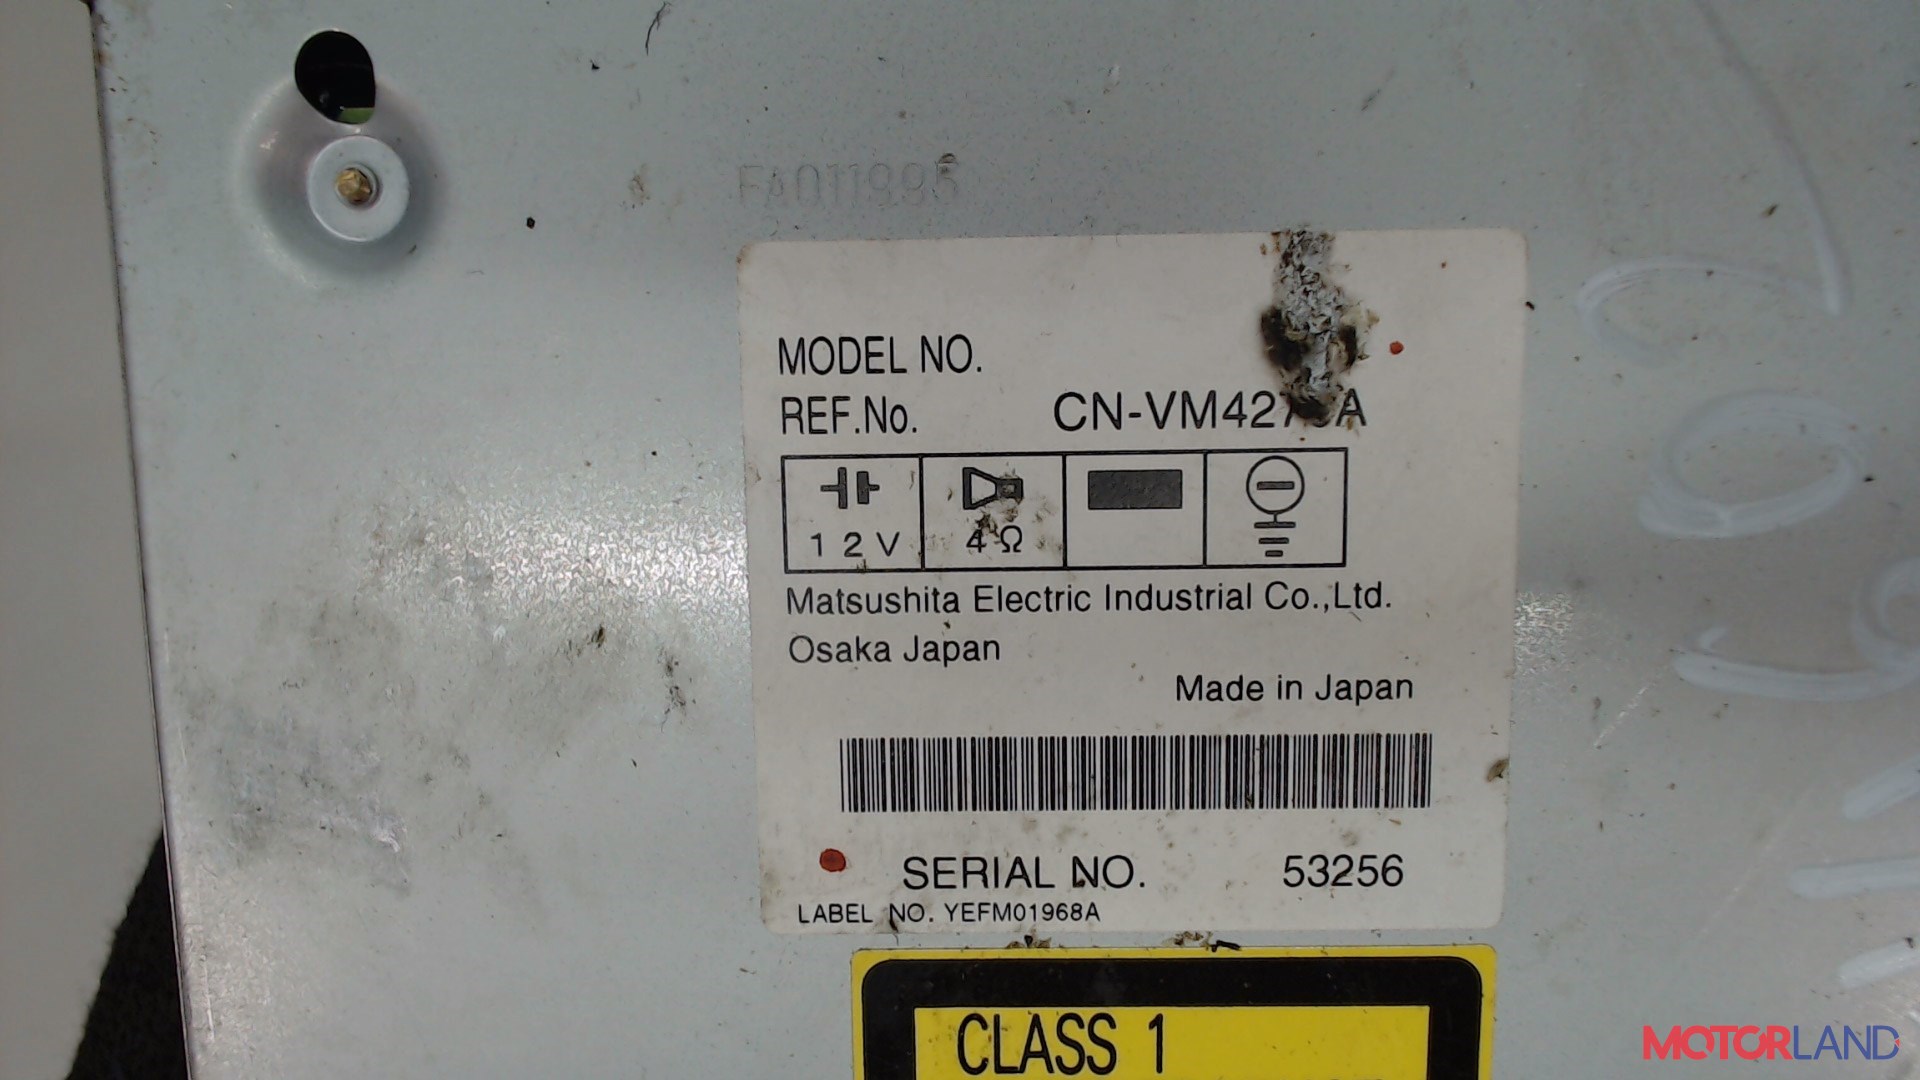 FA011995
MODEL NO.
REF.No.
12V
4Ω
Matsushita Electric Industrial Co.,Ltd.
Osaka Japan
Made in Japan
SERIAL NO. 53256
LABEL NO. YEFM01968A
CLASS 1
MOTORLAND